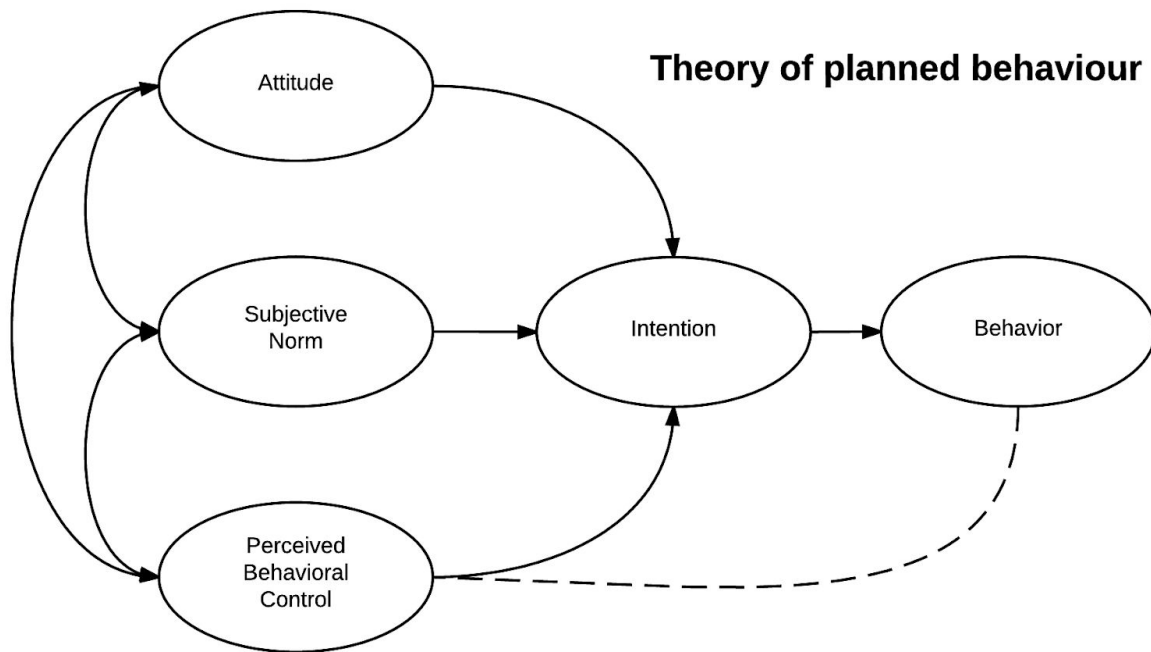 Theory of planned behaviour
Attitude
Subjective
Norm
Intention
Behavior
Perceived
Behavioral
Control